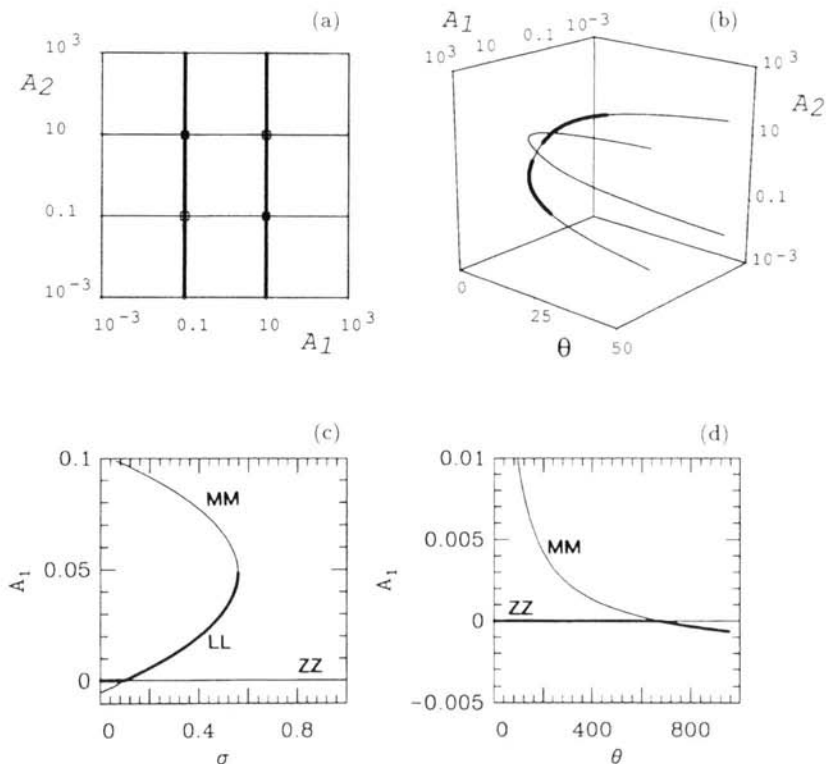 (a)
10^3
A2
10
0.1
10^-3
10^-3 0.1 10 10^3
A1
(b)
A1
10^3 10 0.1 10^-3
10^3
A2
10
0.1
10^-3
0
25
50
θ
(c)
0.1
MM
A1
0.05
LL
ZZ
0
0 0.4 0.8
σ
(d)
0.01
0.005
MM
A1
ZZ
0
-0.005
0 400 800
θ